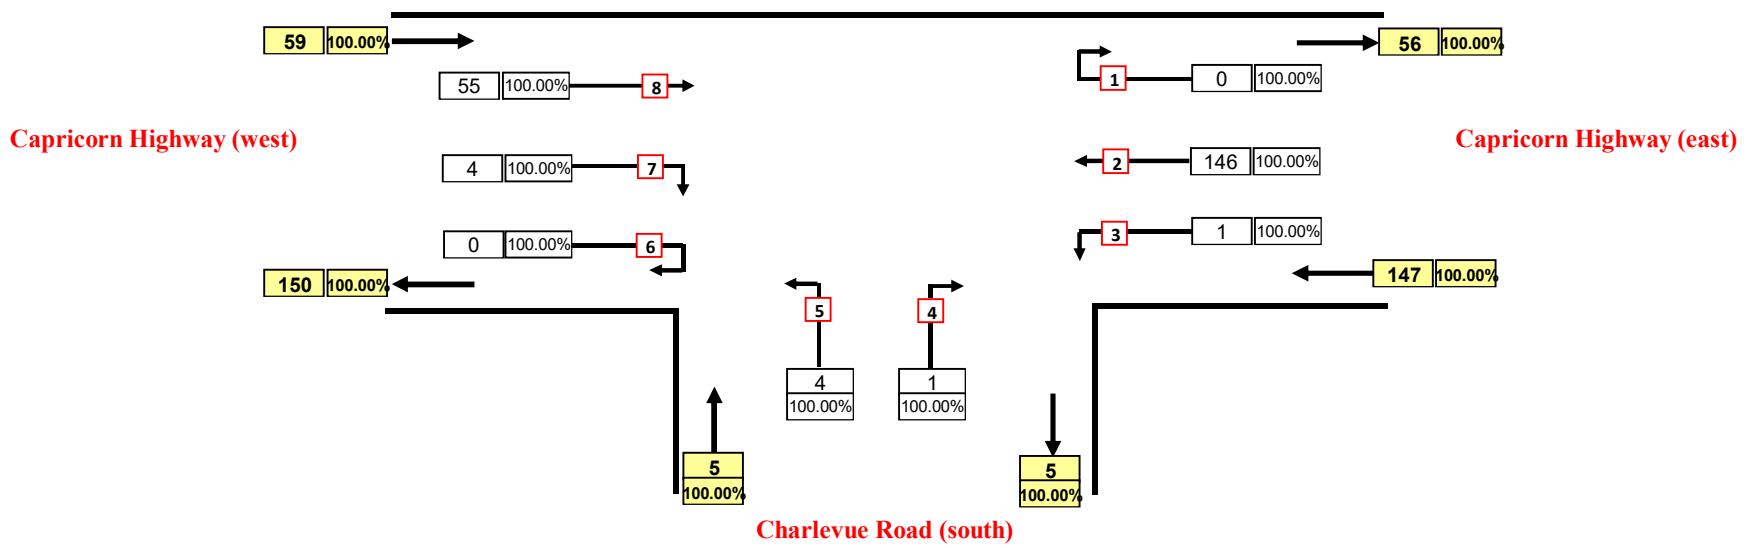 59 100.00%
56 100.00%
55 100.00% 8
1 0 100.00%
Capricorn Highway (west)
Capricorn Highway (east)
4 100.00% 7
2 146 100.00%
0 100.00% 6
3 1 100.00%
150 100.00%
147 100.00%
5 4
4 1
100.00% 100.00%
5 5
100.00% 100.00%
Charlevue Road (south)